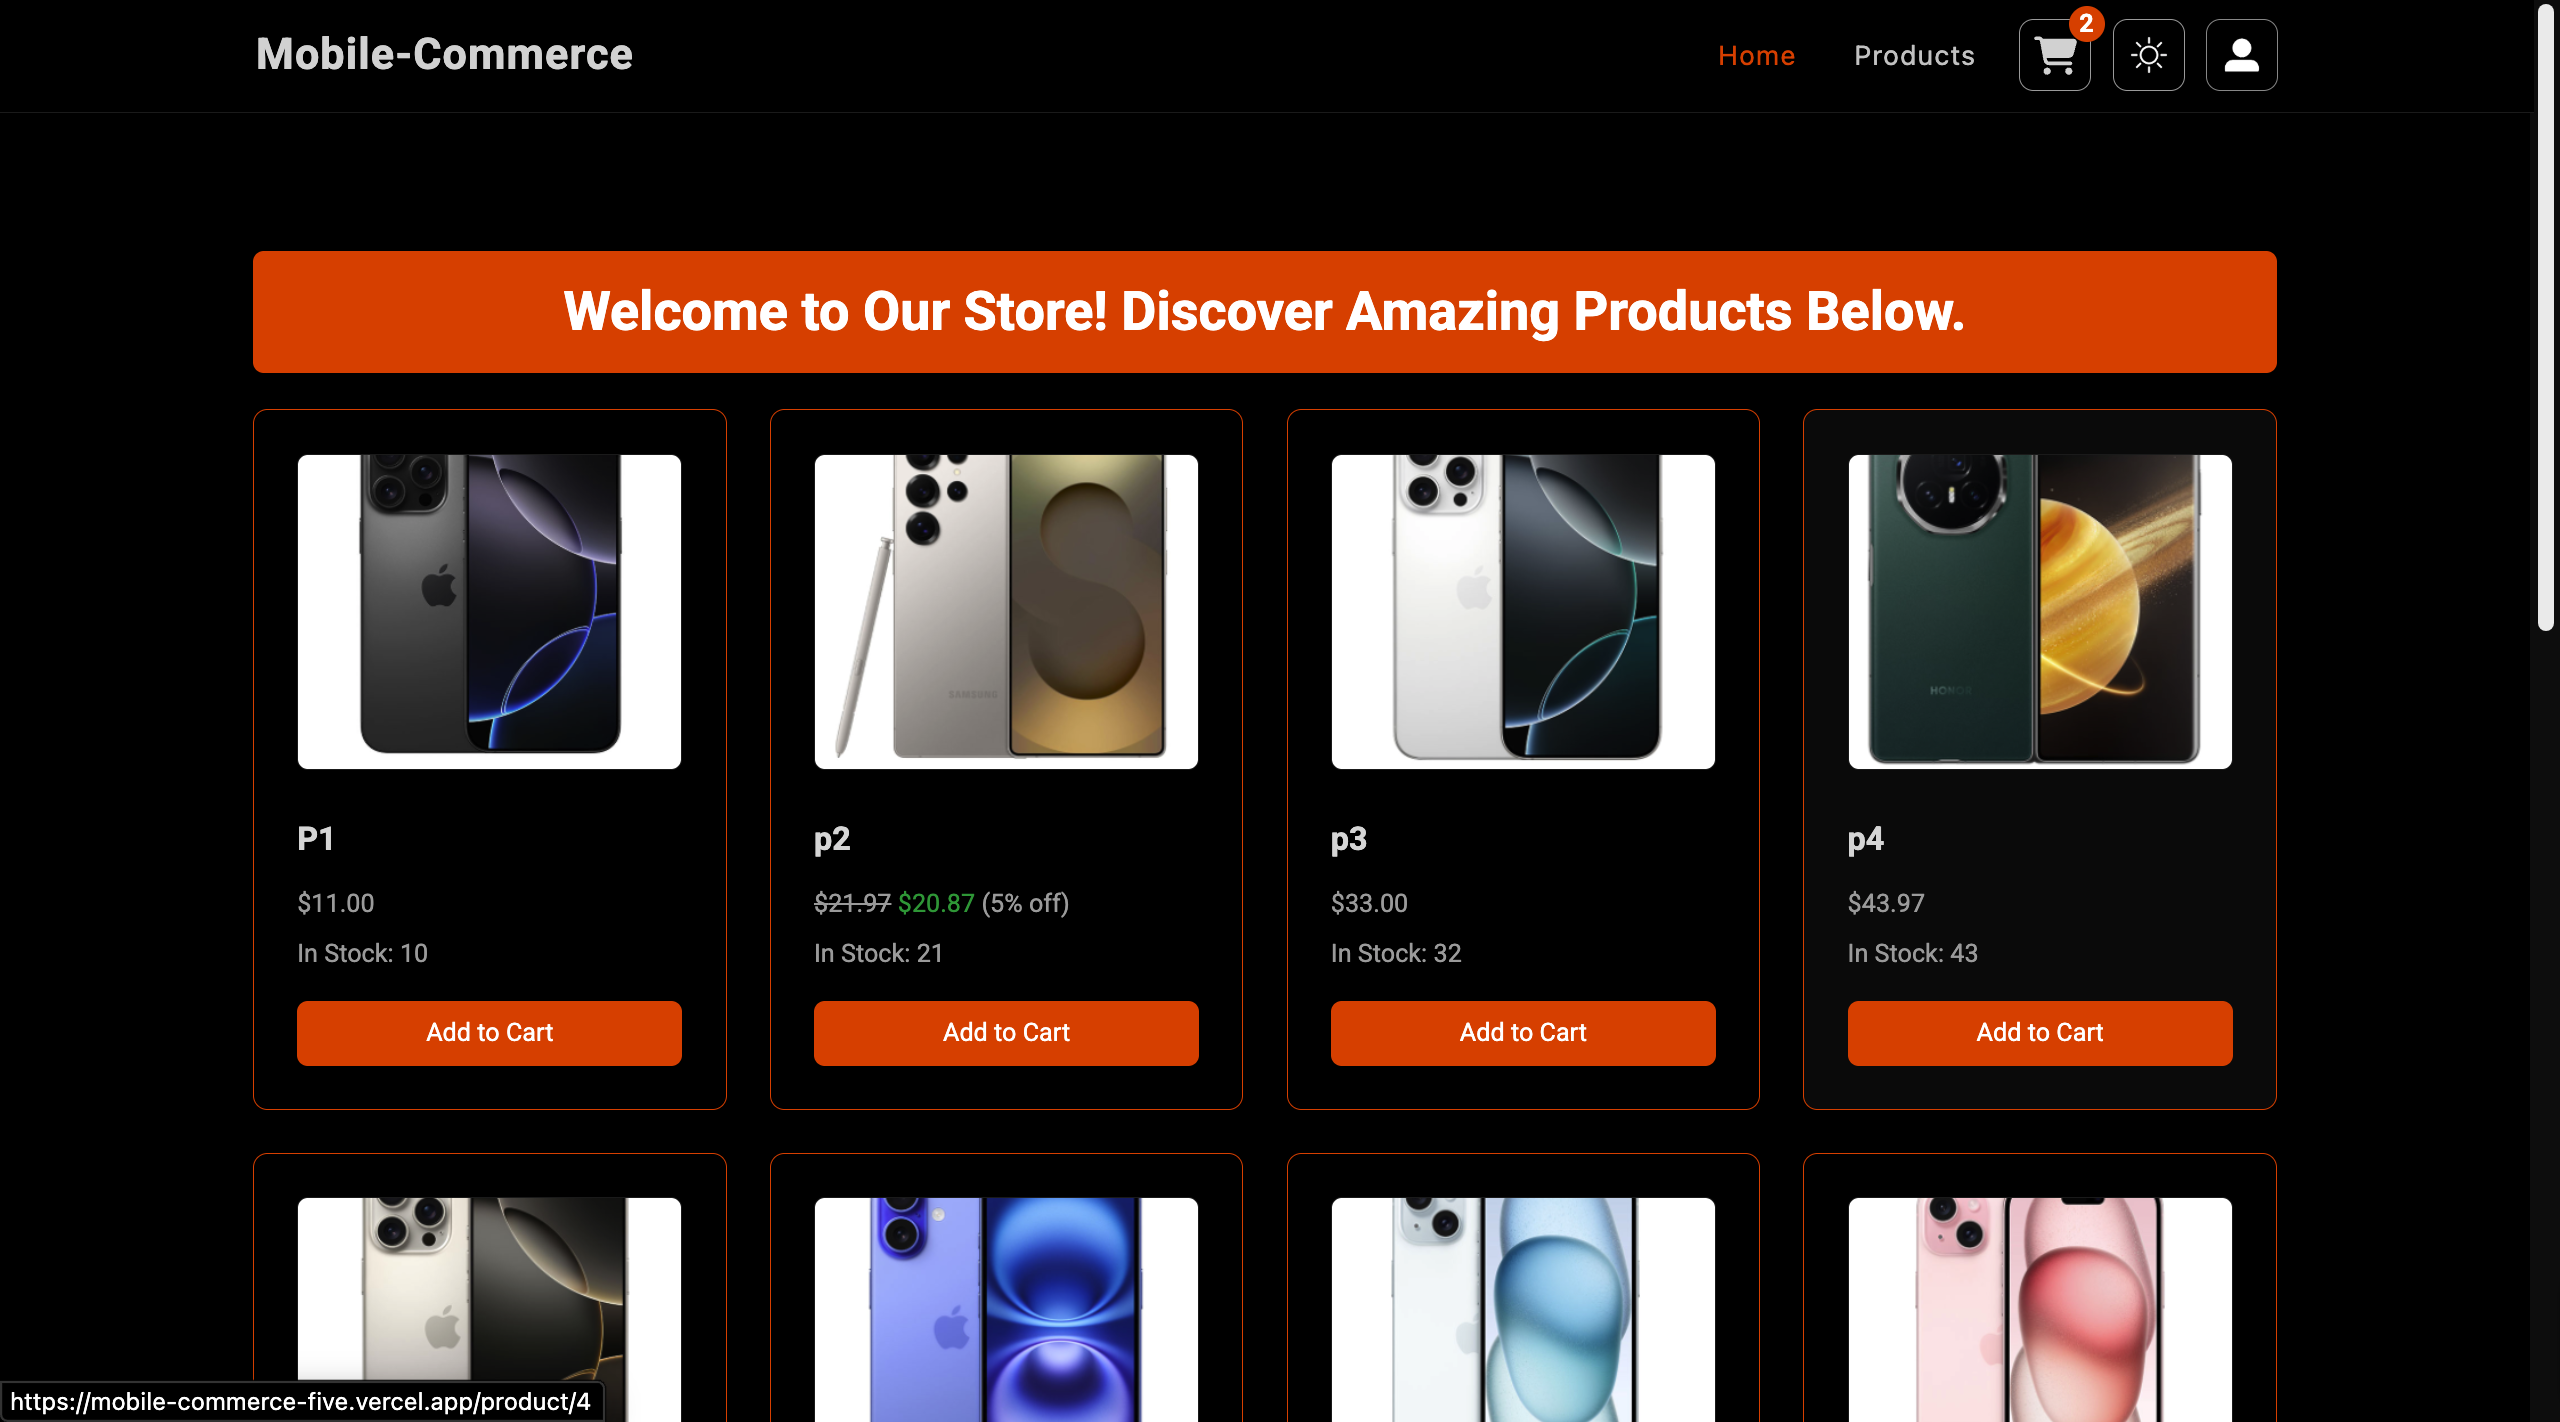 Mobile-Commerce
Home
Products
2
Welcome to Our Store! Discover Amazing Products Below.
SAMSUNG
HONOR
P1
$11.00
In Stock: 10
Add to Cart
p2
$21.97 $20.87 (5% off)
In Stock: 21
Add to Cart
p3
$33.00
In Stock: 32
Add to Cart
p4
$43.97
In Stock: 43
Add to Cart
https://mobile-commerce-five.vercel.app/product/4